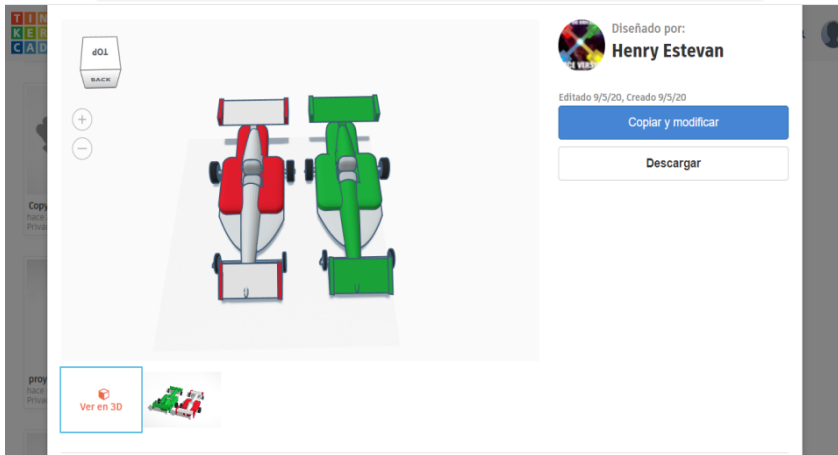 TIN
KER
CAD
TOP
BACK
Diseñado por:
Henry Estevan
Editado 9/5/20, Creado 9/5/20
Copiar y modificar
Descargar
Copy
hace
Priva
proy
hace
Priva
Ver en 3D